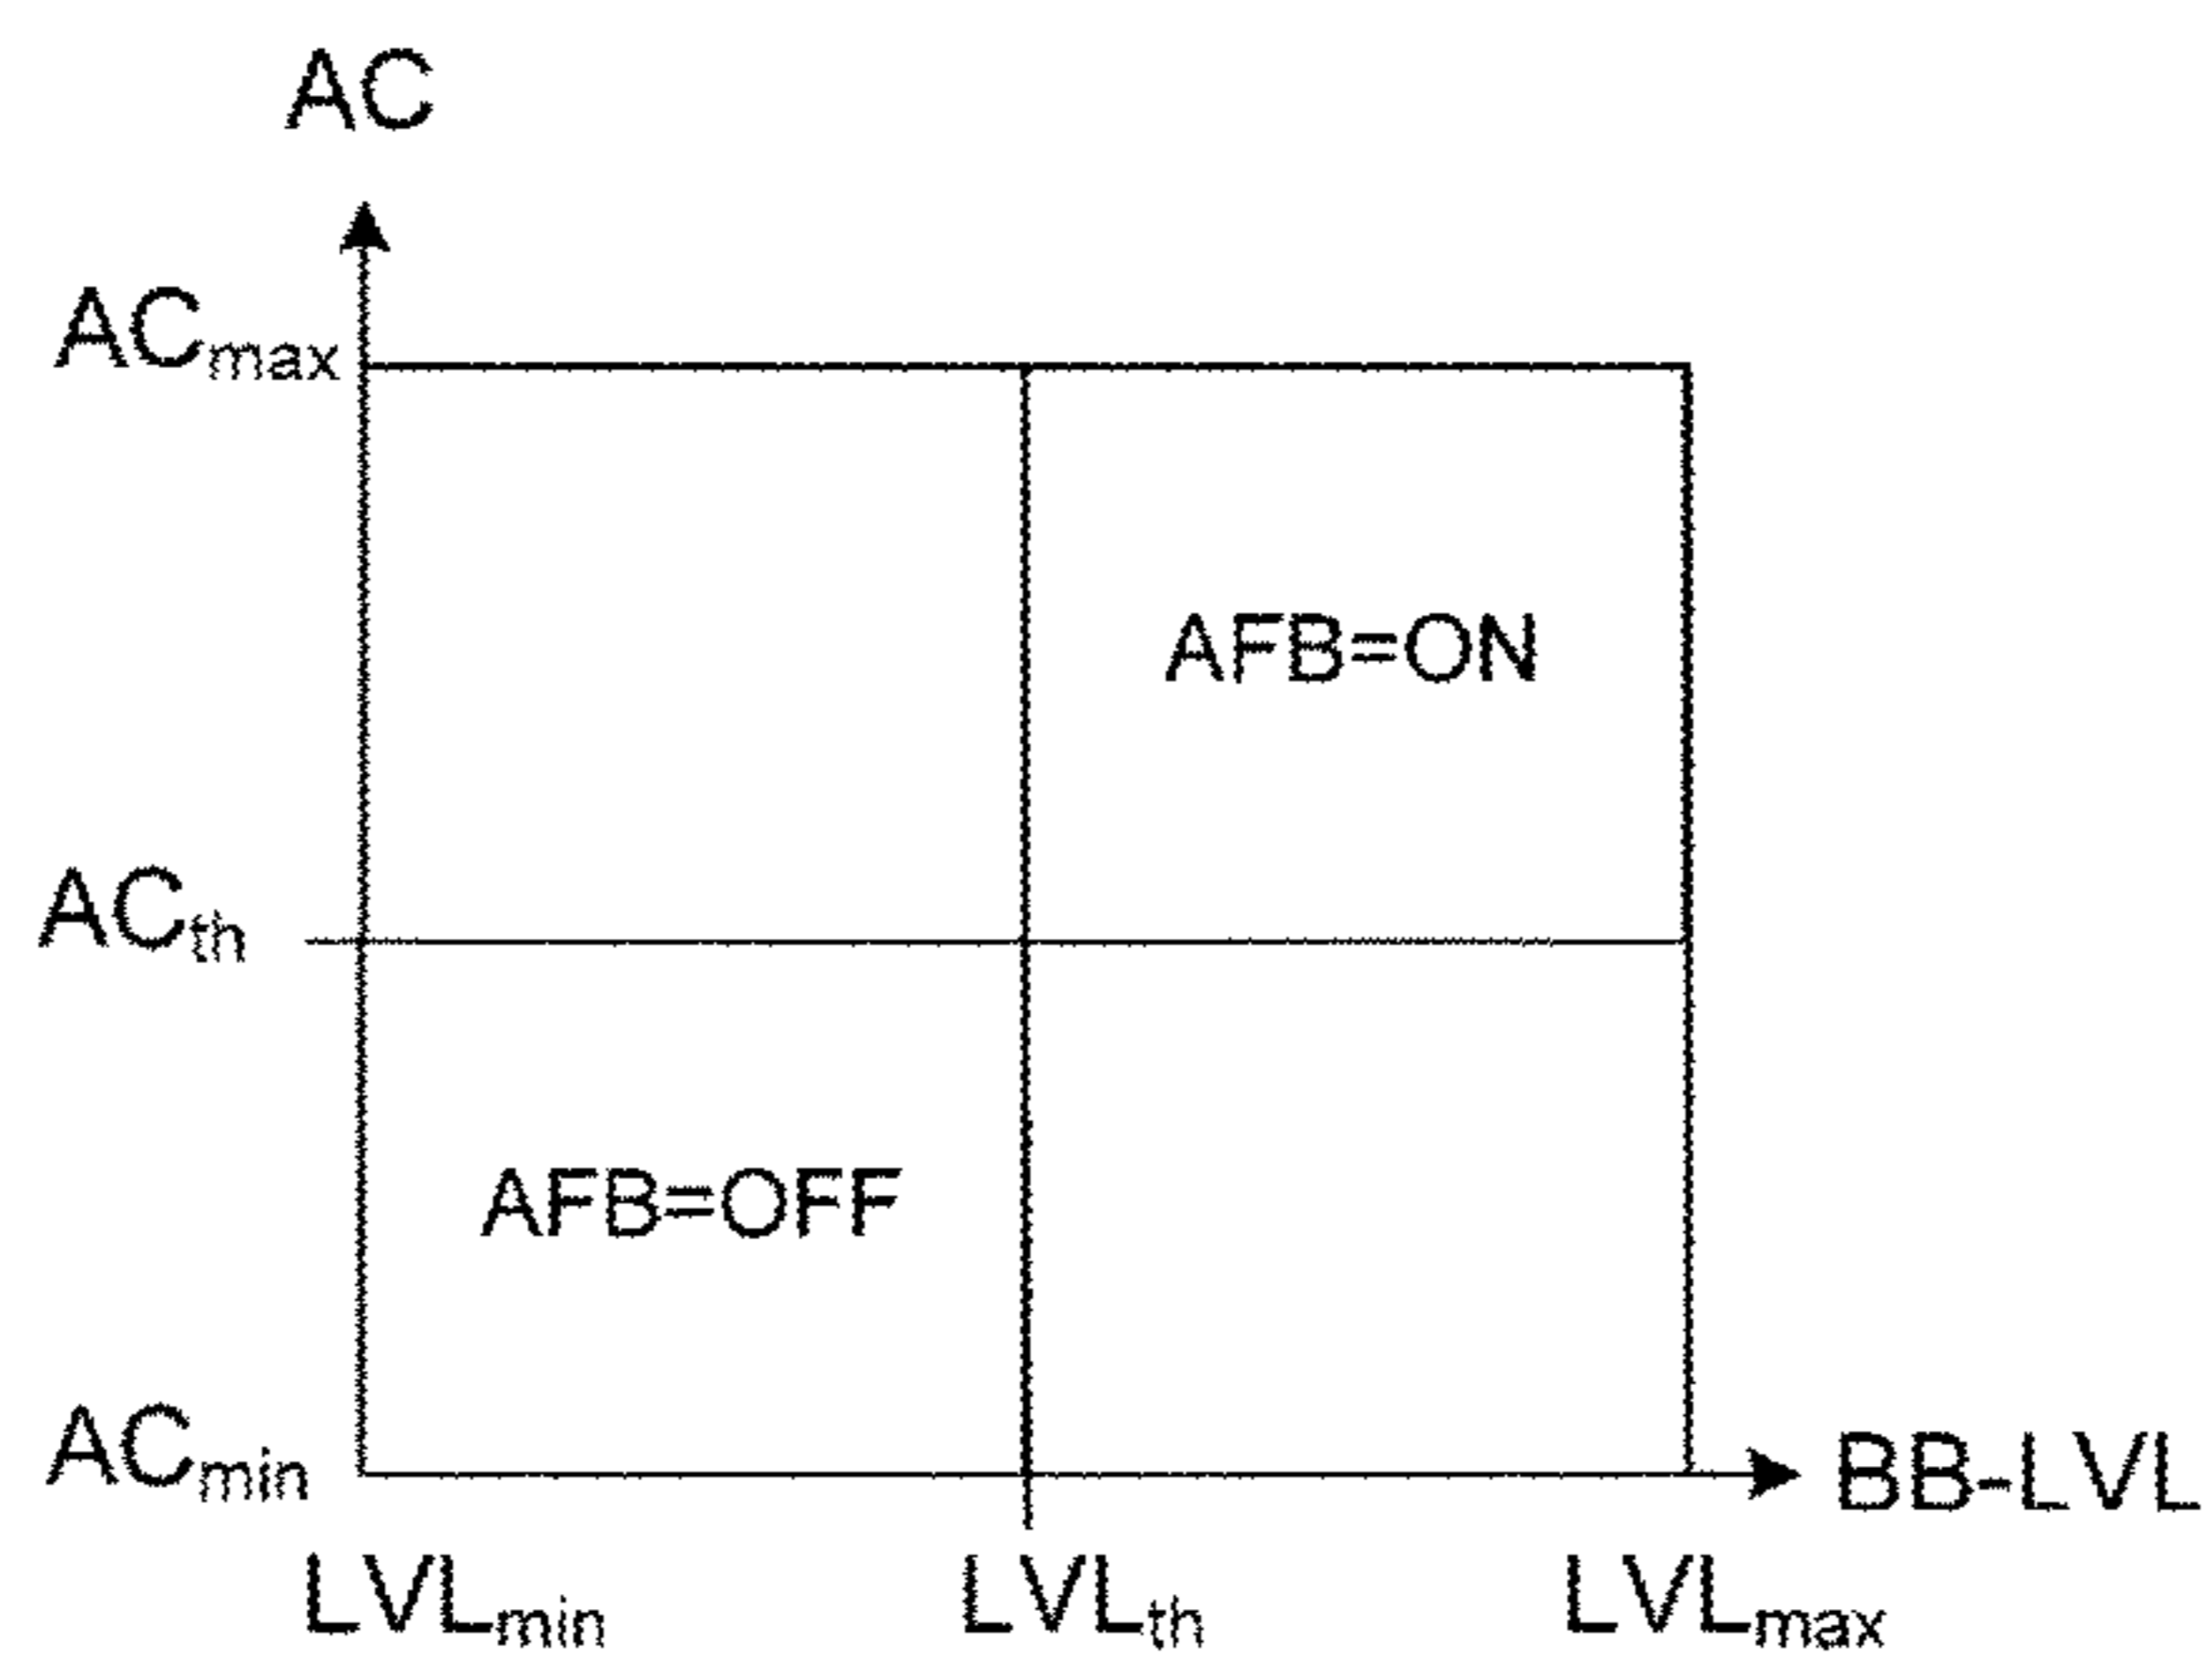 AC
ACmax
AFB=ON
ACth
AFB=OFF
ACmin
BB-LVL
LVLmin LVLth LVLmax